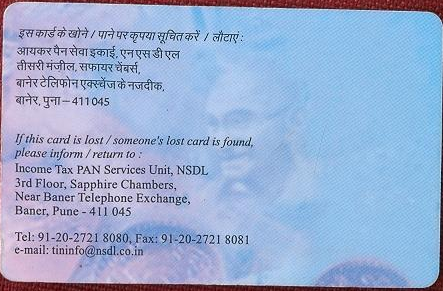 इस कार्ड के खोने / पाने पर कृपया सूचित करें / लौटाएं :
आयकर पैन सेवा इकाई, एन एस डी एल
तीसरी मंजील, सफायर चेंबर्स,
बानेर टेलिफोन एक्स्चेंज के नजदीक,
बानेर, पुना – 411045
If this card is lost / someone's lost card is found,
please inform / return to :
Income Tax PAN Services Unit, NSDL
3rd Floor, Sapphire Chambers,
Near Baner Telephone Exchange,
Baner, Pune - 411 045
Tel: 91-20-2721 8080, Fax: 91-20-2721 8081
e-mail: tininfo@nsdl.co.in